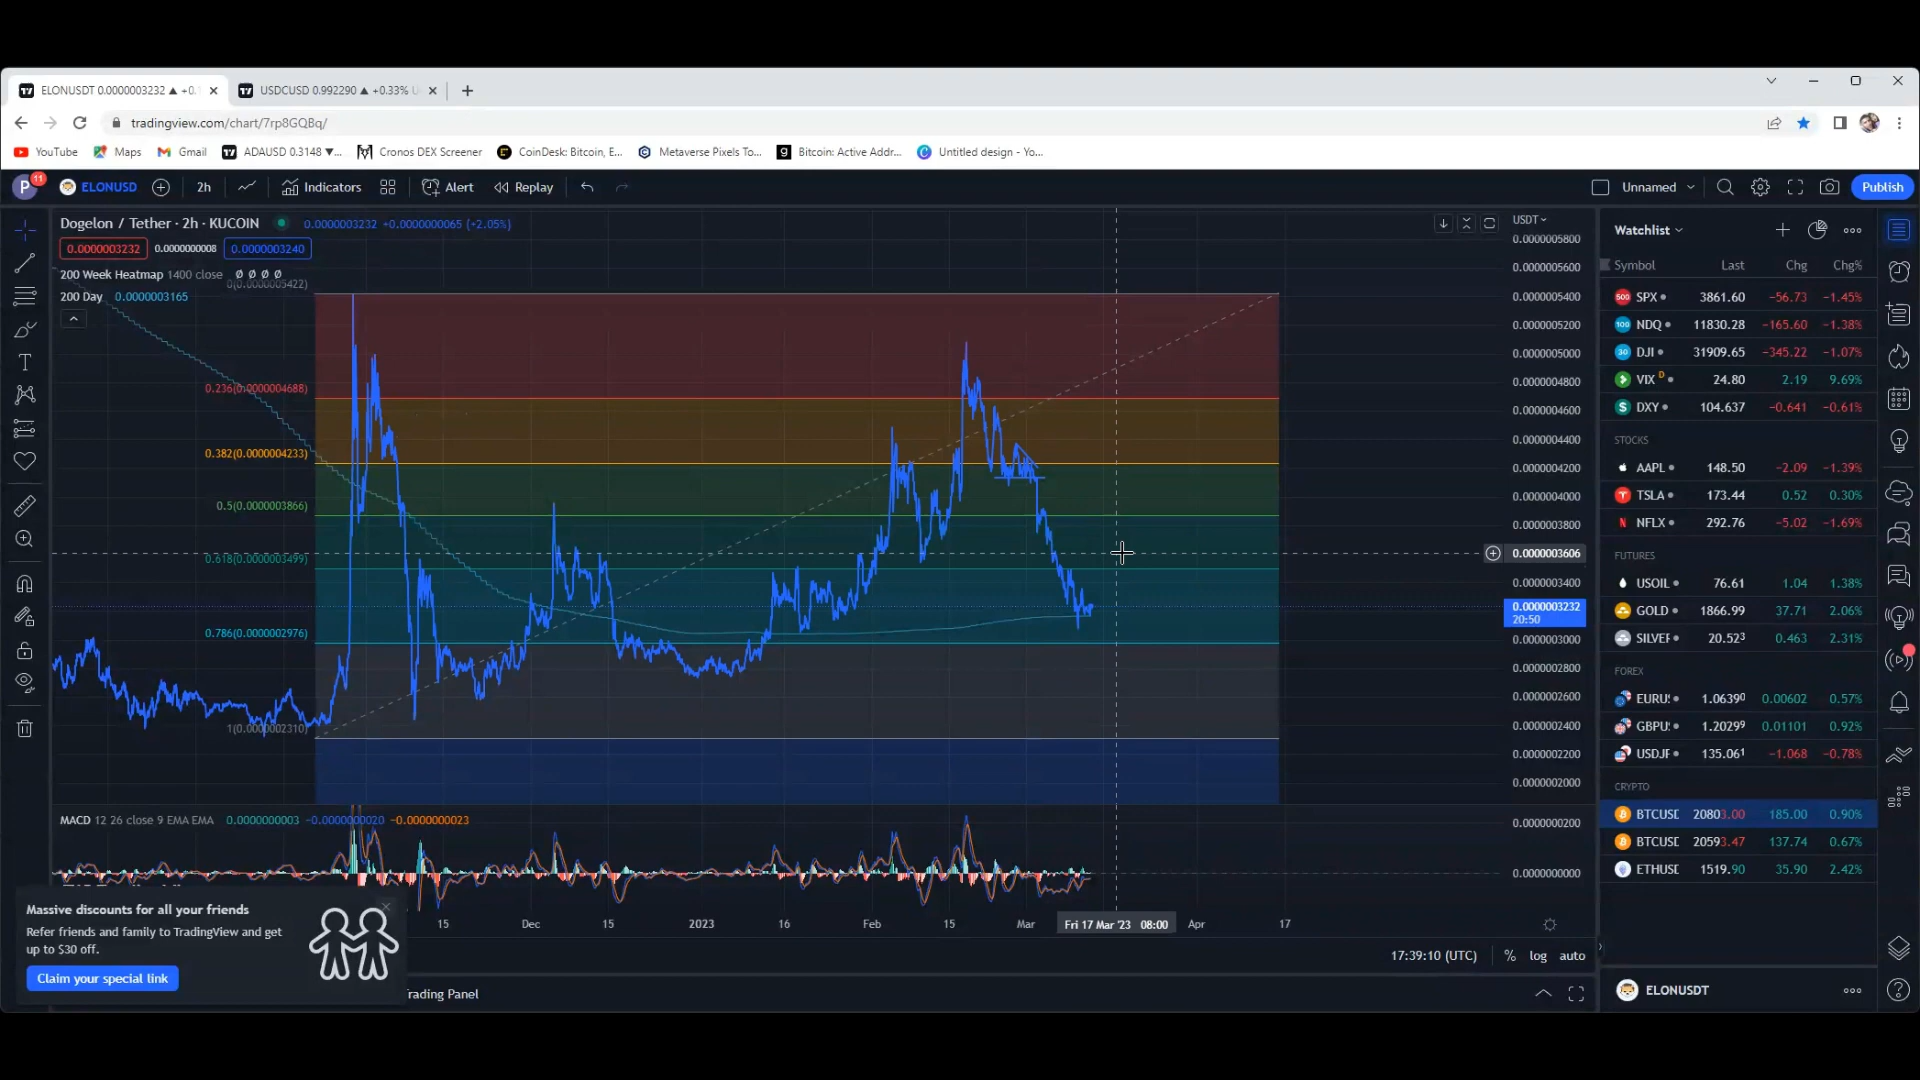 ELONUSDT 0.0000003232 ▲ +0.
USDCUSD 0.992290 ▲ +0.33%
tradingview.com/chart/7rp8GQBq/
YouTube
Maps
Gmail
ADAUSD 0.3148 ▼...
Cronos DEX Screener
CoinDesk: Bitcoin, E...
Metaverse Pixels To...
Bitcoin: Active Addr...
Untitled design - Yo...
P 11
ELONUSD
2h
Indicators
Alert
Replay
Unnamed
Publish
Dogelon / Tether · 2h · KUCOIN
0.0000003232 +0.0000000065 (+2.05%)
0.0000003232 0.0000000008 0.0000003240
200 Week Heatmap 1400 close Ø Ø Ø Ø
200 Day 0.0000003165
0(0.0000005422)
0.236(0.0000004688)
0.382(0.0000004233)
0.5(0.0000003866)
0.618(0.0000003499)
0.786(0.0000002976)
1(0.0000002310)
USDT
0.0000005800
0.0000005600
0.0000005400
0.0000005200
0.0000005000
0.0000004800
0.0000004600
0.0000004400
0.0000004200
0.0000004000
0.0000003800
0.0000003606
0.0000003400
0.0000003232
20:50
0.0000003000
0.0000002800
0.0000002600
0.0000002400
0.0000002200
0.0000002000
MACD 12 26 close 9 EMA EMA 0.0000000003 −0.0000000020 −0.0000000023
0.0000000200
0.0000000000
15 Dec 15 2023 16 Feb 15 Mar Fri 17 Mar '23 08:00 Apr 17
Massive discounts for all your friends
Refer friends and family to TradingView and get
up to $30 off.
Claim your special link
17:39:10 (UTC) % log auto
Trading Panel
Watchlist
Symbol Last Chg Chg%
SPX 3861.60 −56.73 −1.45%
NDQ 11830.28 −165.60 −1.38%
DJI 31909.65 −345.22 −1.07%
VIX D 24.80 2.19 9.69%
DXY 104.637 −0.641 −0.61%
STOCKS
AAPL 148.50 −2.09 −1.39%
TSLA 173.44 0.52 0.30%
NFLX 292.76 −5.02 −1.69%
FUTURES
USOIL 76.61 1.04 1.38%
GOLD 1866.99 37.71 2.06%
SILVER 20.523 0.463 2.31%
FOREX
EURU: 1.06390 0.00602 0.57%
GBPU: 1.20299 0.01101 0.92%
USDJF 135.061 −1.068 −0.78%
CRYPTO
BTCUSD 20803.00 185.00 0.90%
BTCUSD 20593.47 137.74 0.67%
ETHUSD 1519.90 35.90 2.42%
ELONUSDT